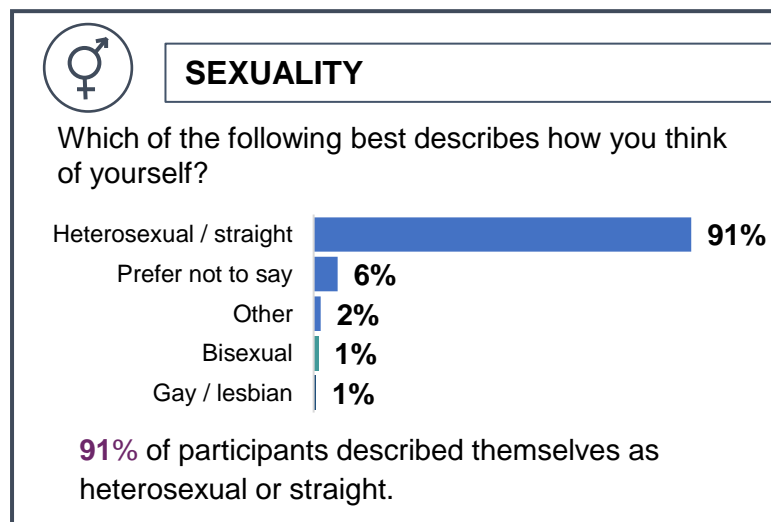 SEXUALITY
Which of the following best describes how you think
of yourself?
Heterosexual / straight 91%
Prefer not to say 6%
Other 2%
Bisexual 1%
Gay / lesbian 1%
91% of participants described themselves as
heterosexual or straight.